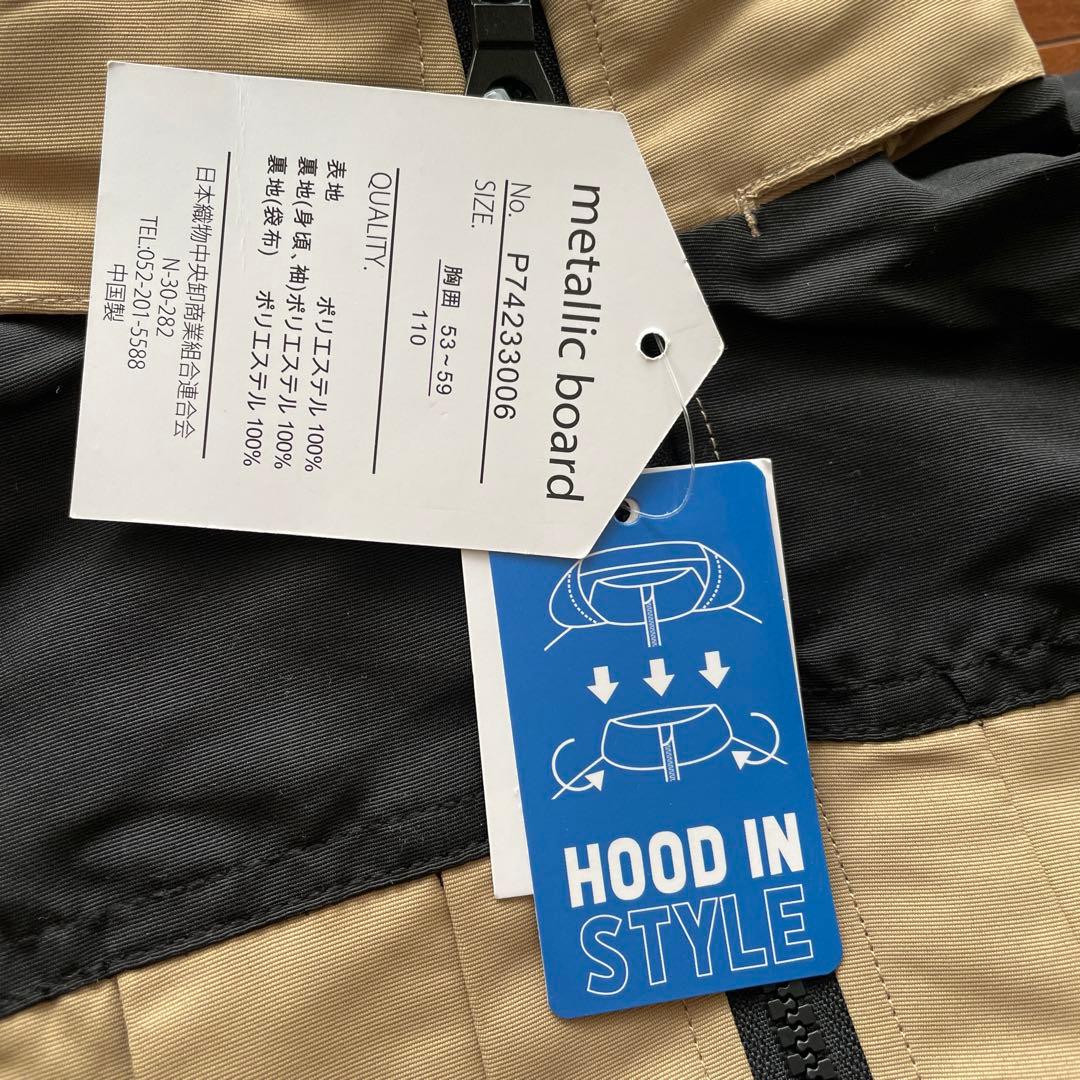 metallic board
No. P74233006
SIZE.
胸囲 53~59
110
QUALITY.
表地 ポリエステル 100%
裏地(身頃、袖)ポリエステル 100%
裏地(袋布) ポリエステル 100%
日本織物中央卸商業組合連合会
N-30-282
TEL:052-201-5588
中国製
HOOD IN
STYLE